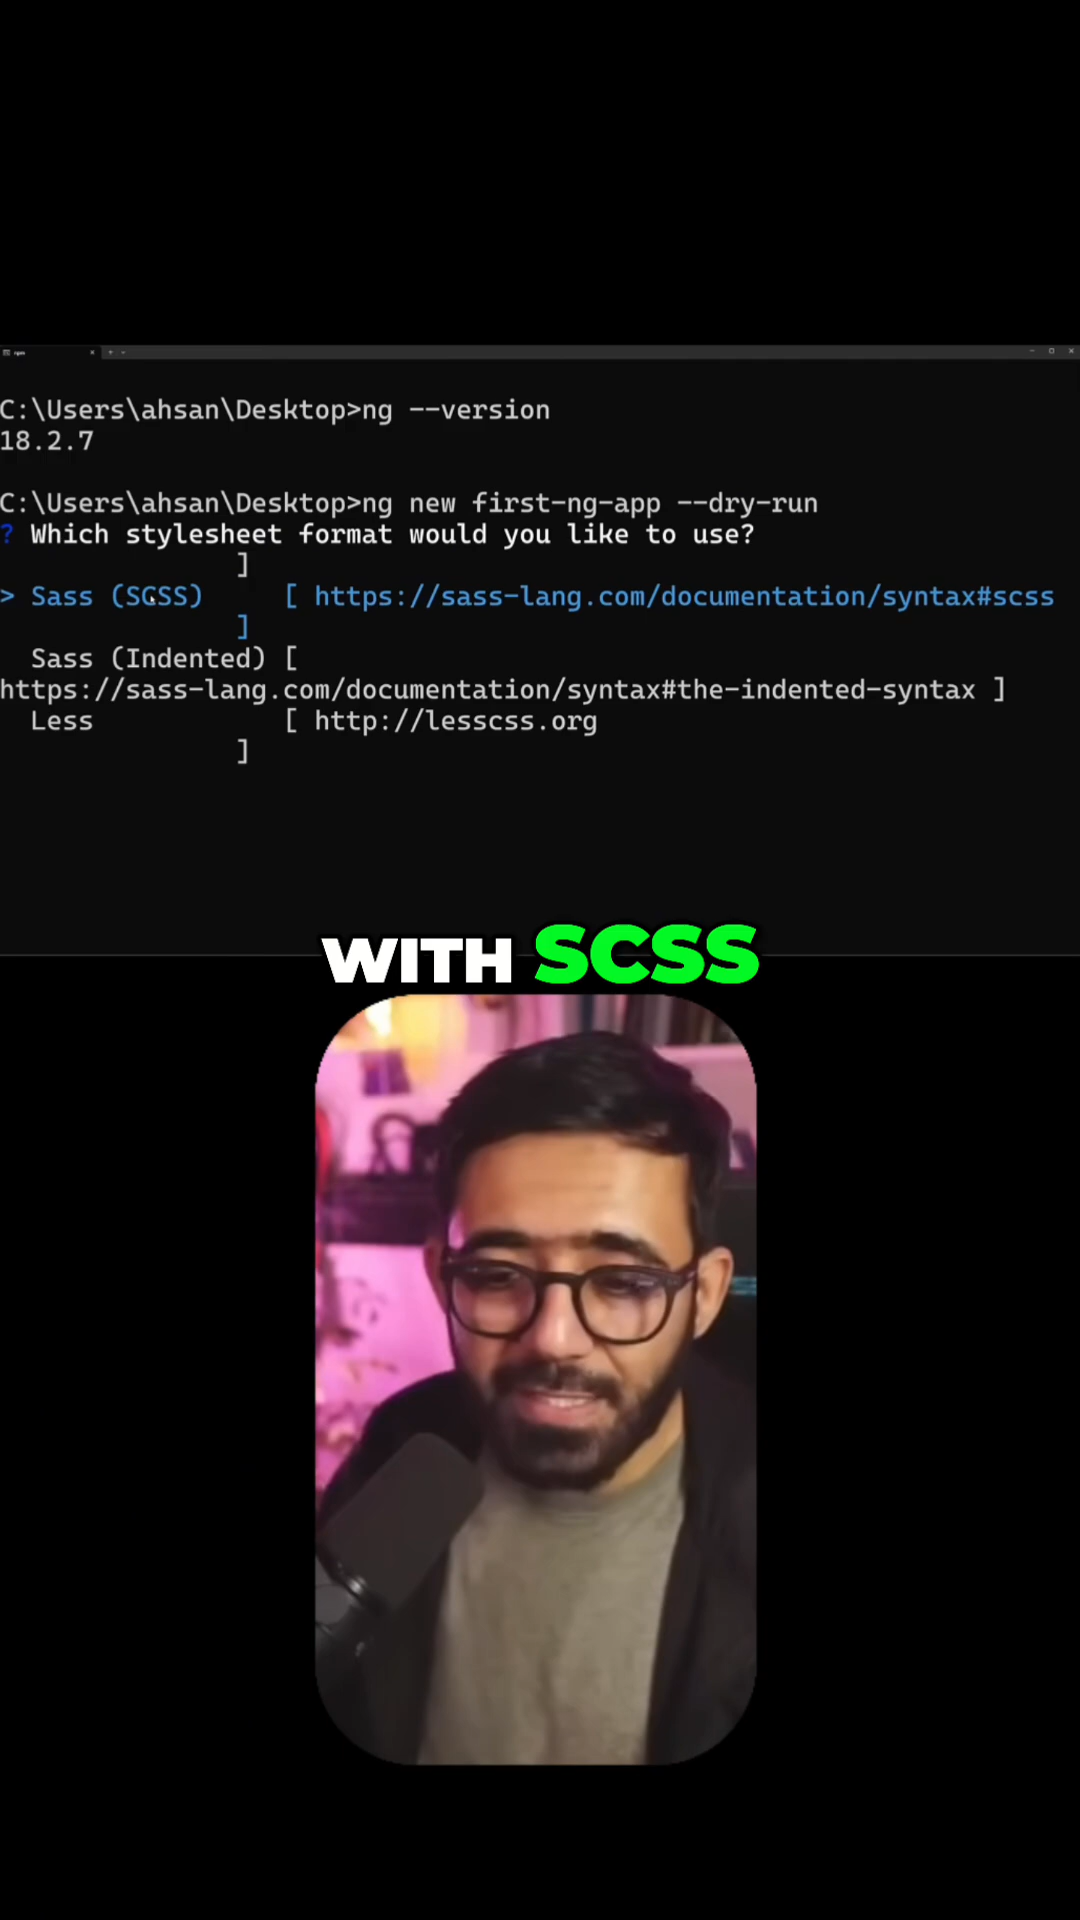 npm
C:\Users\ahsan\Desktop>ng --version
18.2.7
C:\Users\ahsan\Desktop>ng new first-ng-app --dry-run
? Which stylesheet format would you like to use?
]
> Sass (SCSS) [ https://sass-lang.com/documentation/syntax#scss
]
Sass (Indented) [
https://sass-lang.com/documentation/syntax#the-indented-syntax ]
Less [ http://lesscss.org
]
WITH SCSS